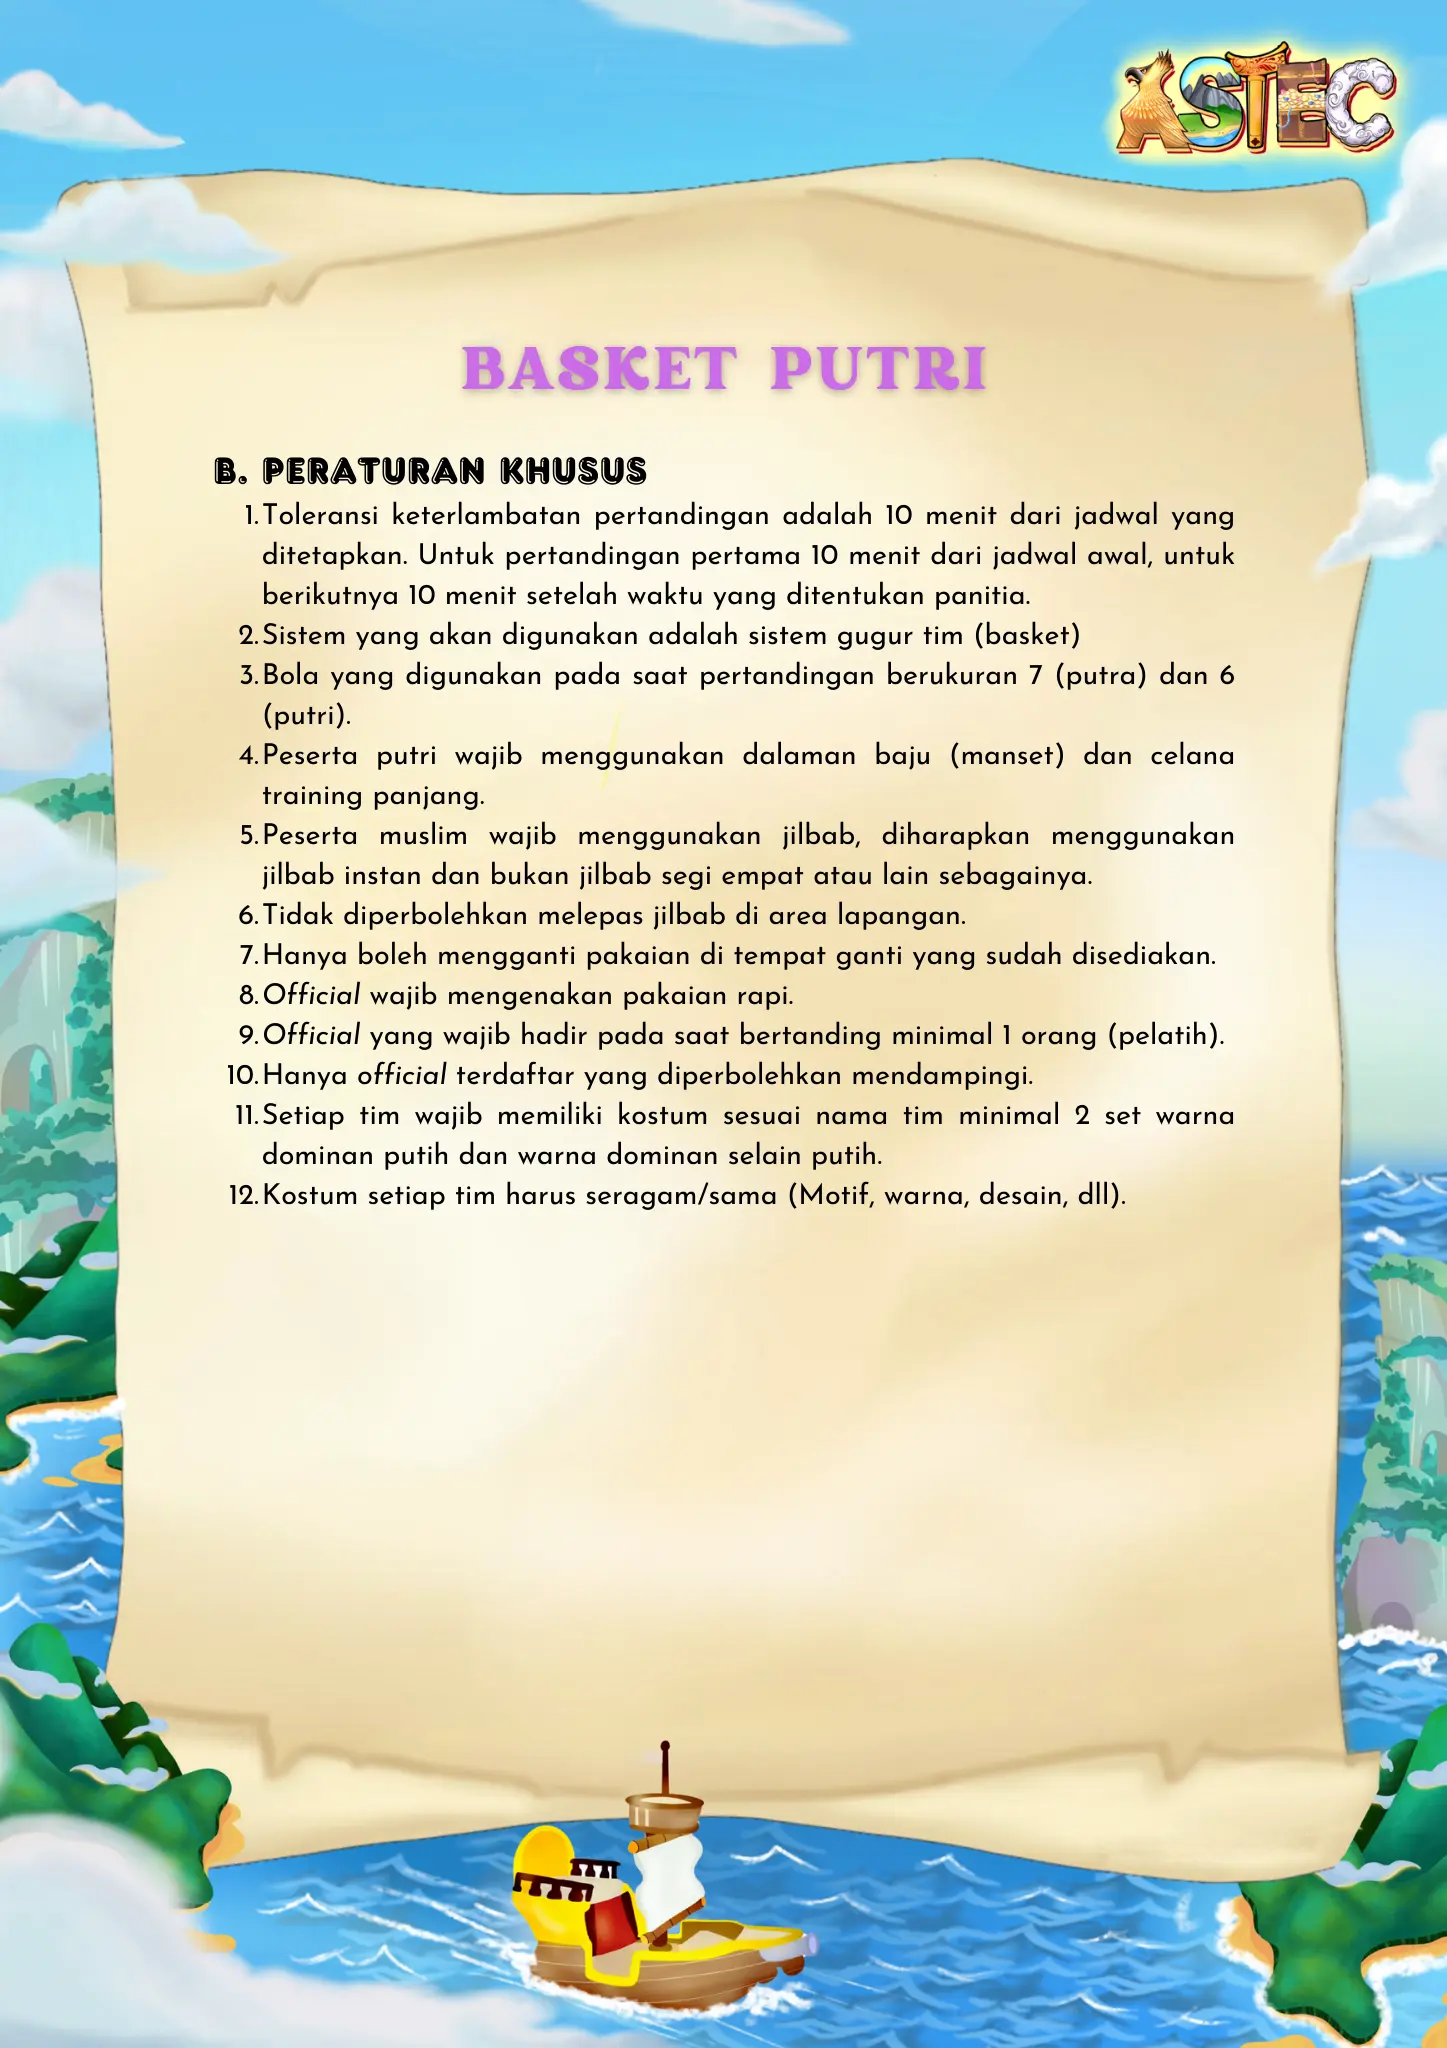 ASTEC
BASKET PUTRI
B. PERATURAN KHUSUS
1. Toleransi keterlambatan pertandingan adalah 10 menit dari jadwal yang
ditetapkan. Untuk pertandingan pertama 10 menit dari jadwal awal, untuk
berikutnya 10 menit setelah waktu yang ditentukan panitia.
2. Sistem yang akan digunakan adalah sistem gugur tim (basket)
3. Bola yang digunakan pada saat pertandingan berukuran 7 (putra) dan 6
(putri).
4. Peserta putri wajib menggunakan dalaman baju (manset) dan celana
training panjang.
5. Peserta muslim wajib menggunakan jilbab, diharapkan menggunakan
jilbab instan dan bukan jilbab segi empat atau lain sebagainya.
6. Tidak diperbolehkan melepas jilbab di area lapangan.
7. Hanya boleh mengganti pakaian di tempat ganti yang sudah disediakan.
8. Official wajib mengenakan pakaian rapi.
9. Official yang wajib hadir pada saat bertanding minimal 1 orang (pelatih).
10. Hanya official terdaftar yang diperbolehkan mendampingi.
11. Setiap tim wajib memiliki kostum sesuai nama tim minimal 2 set warna
dominan putih dan warna dominan selain putih.
12. Kostum setiap tim harus seragam/sama (Motif, warna, desain, dll).